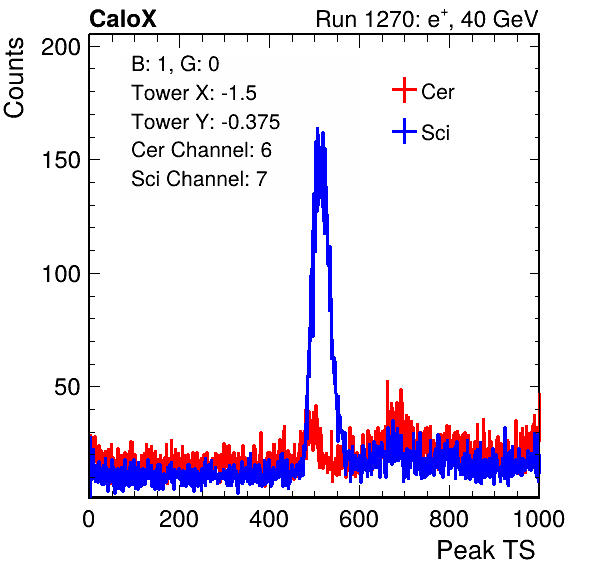 CaloX Run 1270: e⁺, 40 GeV
Counts
B: 1, G: 0
Tower X: -1.5
Tower Y: -0.375
Cer Channel: 6
Sci Channel: 7
Cer
Sci
200
150
100
50
0 200 400 600 800 1000
Peak TS